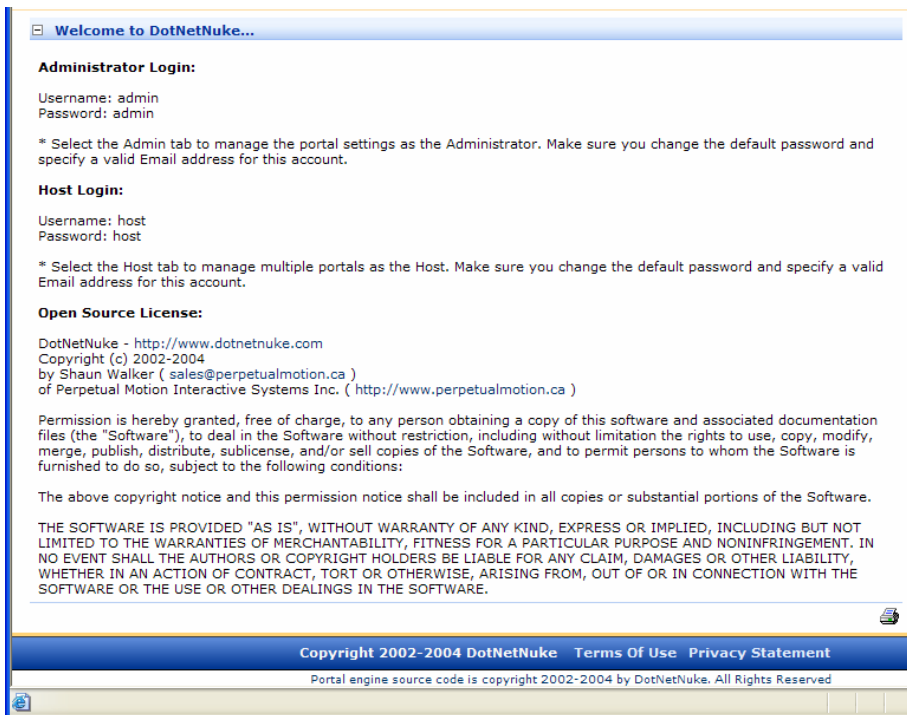 Welcome to DotNetNuke...
Administrator Login:
Username: admin
Password: admin
* Select the Admin tab to manage the portal settings as the Administrator. Make sure you change the default password and
specify a valid Email address for this account.
Host Login:
Username: host
Password: host
* Select the Host tab to manage multiple portals as the Host. Make sure you change the default password and specify a valid
Email address for this account.
Open Source License:
DotNetNuke - http://www.dotnetnuke.com
Copyright (c) 2002-2004
by Shaun Walker ( sales@perpetualmotion.ca )
of Perpetual Motion Interactive Systems Inc. ( http://www.perpetualmotion.ca )
Permission is hereby granted, free of charge, to any person obtaining a copy of this software and associated documentation
files (the "Software"), to deal in the Software without restriction, including without limitation the rights to use, copy, modify,
merge, publish, distribute, sublicense, and/or sell copies of the Software, and to permit persons to whom the Software is
furnished to do so, subject to the following conditions:
The above copyright notice and this permission notice shall be included in all copies or substantial portions of the Software.
THE SOFTWARE IS PROVIDED "AS IS", WITHOUT WARRANTY OF ANY KIND, EXPRESS OR IMPLIED, INCLUDING BUT NOT
LIMITED TO THE WARRANTIES OF MERCHANTABILITY, FITNESS FOR A PARTICULAR PURPOSE AND NONINFRINGEMENT. IN
NO EVENT SHALL THE AUTHORS OR COPYRIGHT HOLDERS BE LIABLE FOR ANY CLAIM, DAMAGES OR OTHER LIABILITY,
WHETHER IN AN ACTION OF CONTRACT, TORT OR OTHERWISE, ARISING FROM, OUT OF OR IN CONNECTION WITH THE
SOFTWARE OR THE USE OR OTHER DEALINGS IN THE SOFTWARE.
Copyright 2002-2004 DotNetNuke Terms Of Use Privacy Statement
Portal engine source code is copyright 2002-2004 by DotNetNuke. All Rights Reserved